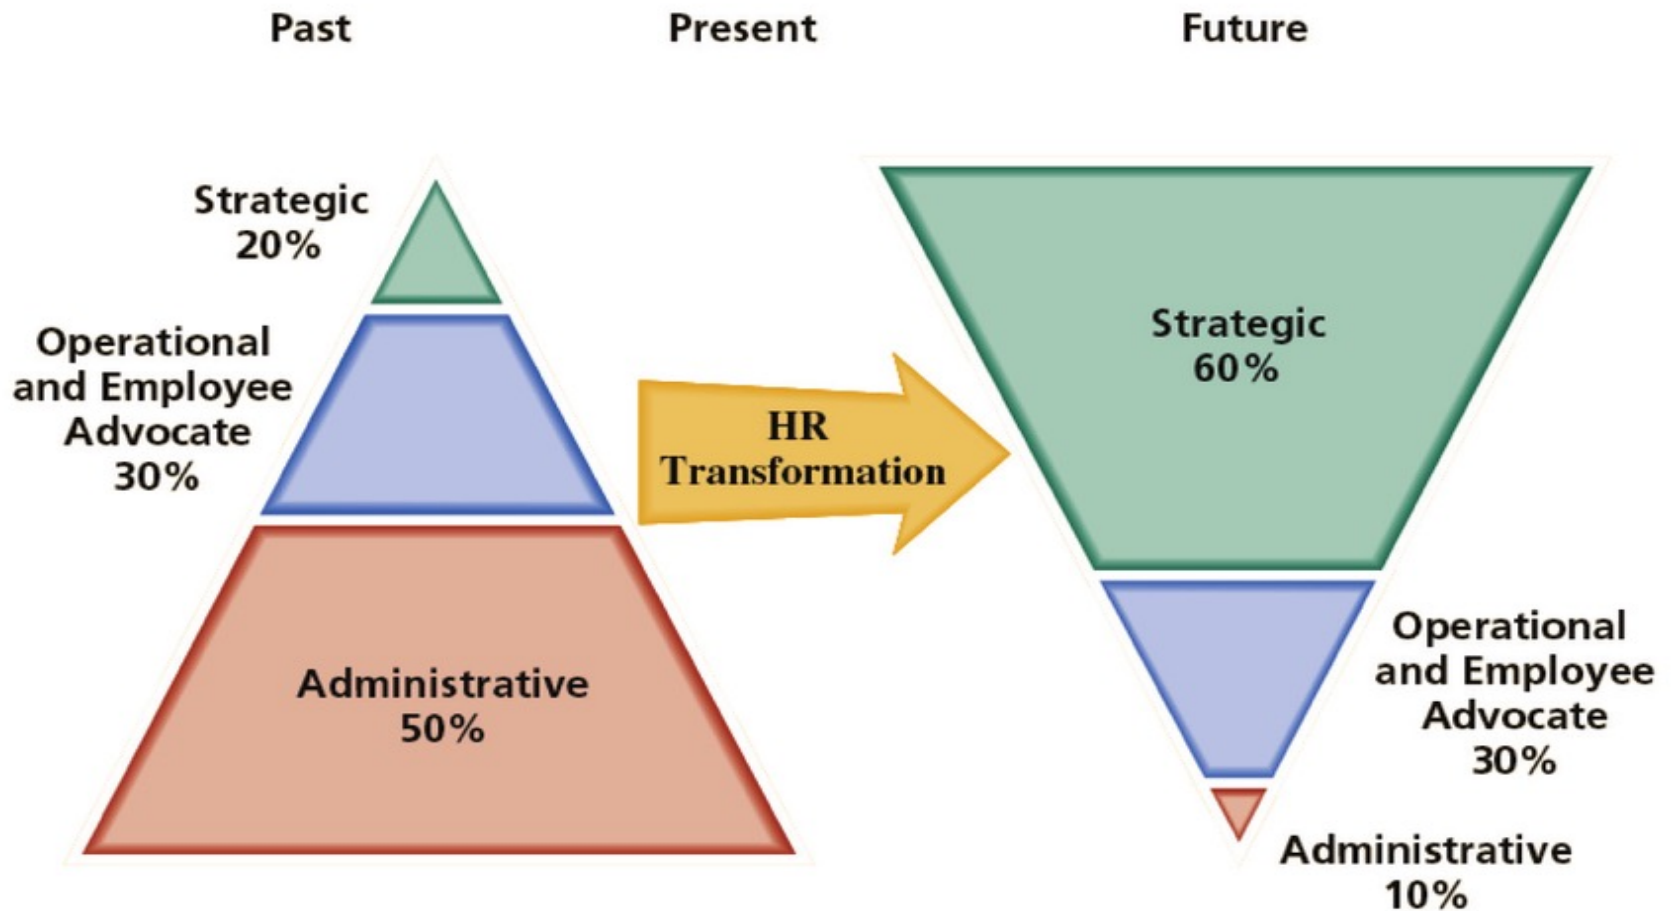 Past
Present
Future
Strategic
20%
Operational
and Employee
Advocate
30%
Administrative
50%
HR
Transformation
Strategic
60%
Operational
and Employee
Advocate
30%
Administrative
10%